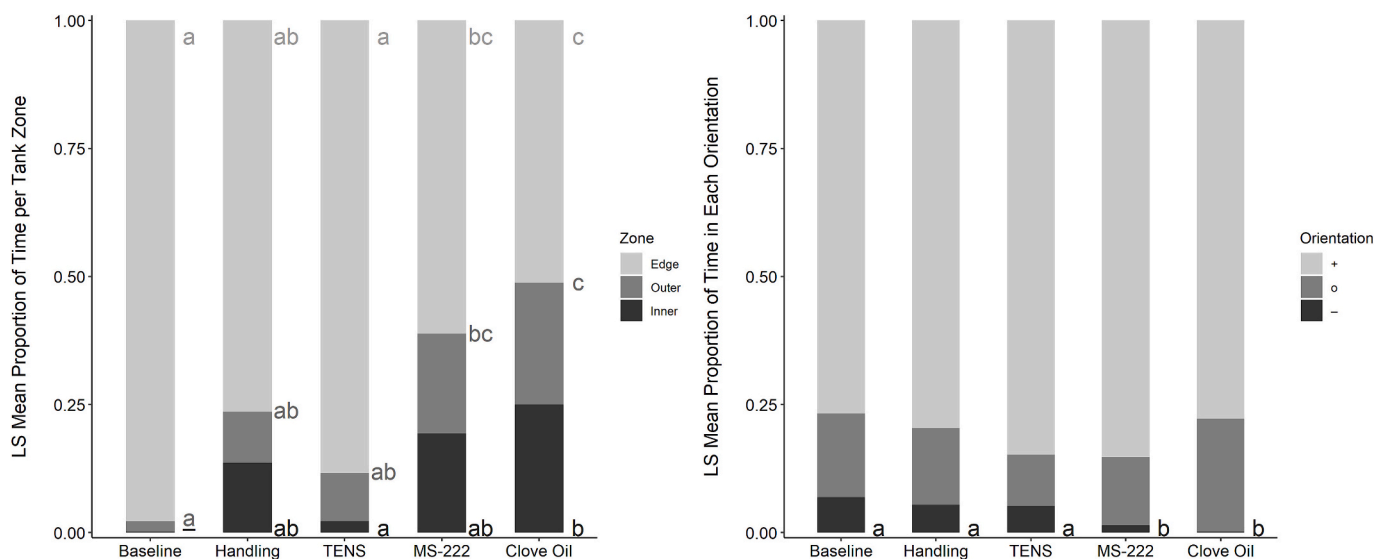 LS Mean Proportion of Time per Tank Zone
1.00
0.75
0.50
0.25
0.00
a
ab
a
bc
c
c
bc
ab
ab
a
ab
a
ab
b
Baseline
Handling
TENS
MS-222
Clove Oil
Zone
Edge
Outer
Inner
LS Mean Proportion of Time in Each Orientation
1.00
0.75
0.50
0.25
0.00
a
a
a
b
b
Baseline
Handling
TENS
MS-222
Clove Oil
Orientation
+
o
–